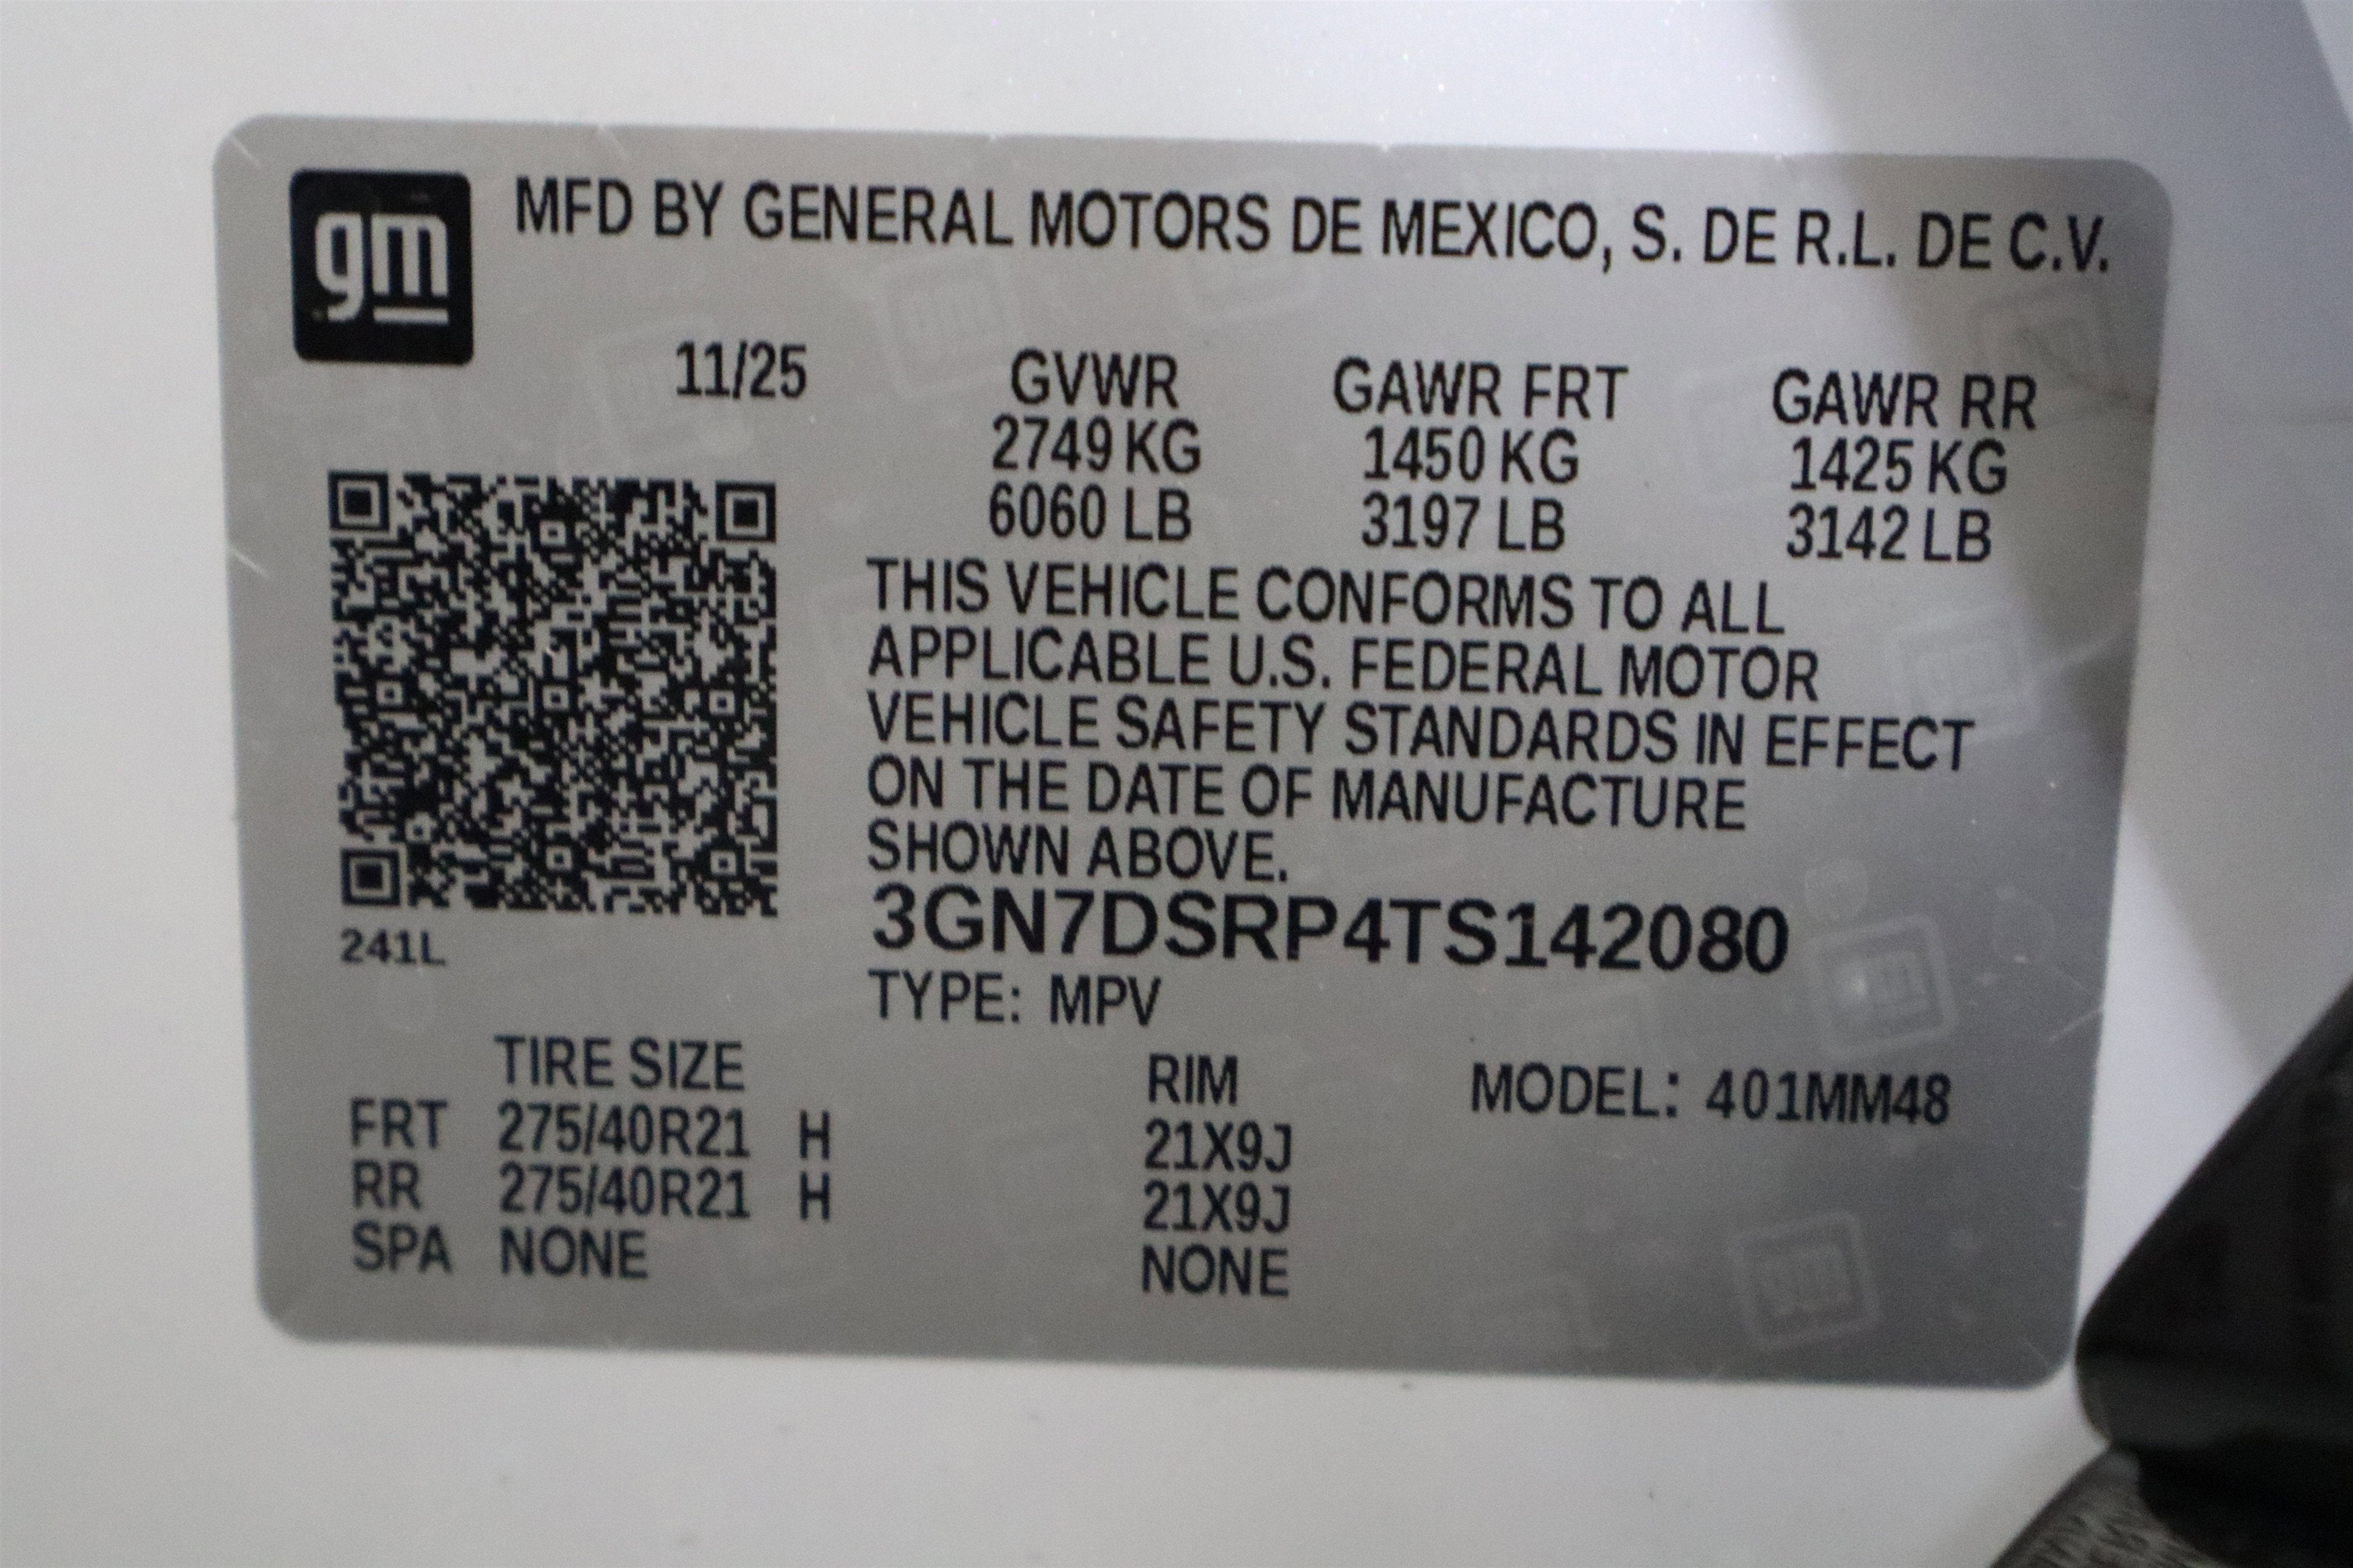 gm
MFD BY GENERAL MOTORS DE MEXICO, S. DE R.L. DE C.V.
11/25 GVWR GAWR FRT GAWR RR
2749 KG 1450 KG 1425 KG
6060 LB 3197 LB 3142 LB
THIS VEHICLE CONFORMS TO ALL
APPLICABLE U.S. FEDERAL MOTOR
VEHICLE SAFETY STANDARDS IN EFFECT
ON THE DATE OF MANUFACTURE
SHOWN ABOVE.
3GN7DSRP4TS142080
241L
TYPE: MPV
TIRE SIZE RIM MODEL: 401MM48
FRT 275/40R21 H 21X9J
RR 275/40R21 H 21X9J
SPA NONE NONE